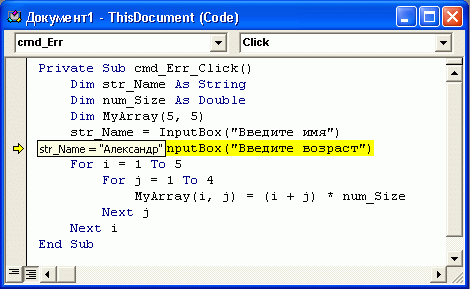 Документ1 - ThisDocument (Code)
cmd_Err Click
Private Sub cmd_Err_Click()
Dim str_Name As String
Dim num_Size As Double
Dim MyArray(5, 5)
str_Name = InputBox("Введите имя")
str_Name = "Александр" nputBox("Введите возраст")
For i = 1 To 5
For j = 1 To 4
MyArray(i, j) = (i + j) * num_Size
Next j
Next i
End Sub